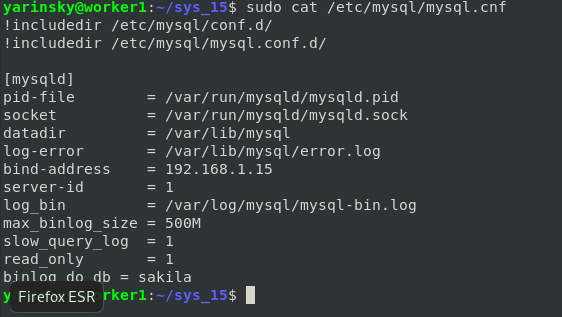 yarinsky@worker1:~/sys_15$ sudo cat /etc/mysql/mysql.cnf
!includedir /etc/mysql/conf.d/
!includedir /etc/mysql/mysql.conf.d/
[mysqld]
pid-file        = /var/run/mysqld/mysqld.pid
socket          = /var/run/mysqld/mysqld.sock
datadir         = /var/lib/mysql
log-error       = /var/lib/mysql/error.log
bind-address    = 192.168.1.15
server-id       = 1
log_bin         = /var/log/mysql/mysql-bin.log
max_binlog_size = 500M
slow_query_log  = 1
read_only       = 1
binlog_do_db = sakila
rker1:~/sys_15$
Firefox ESR